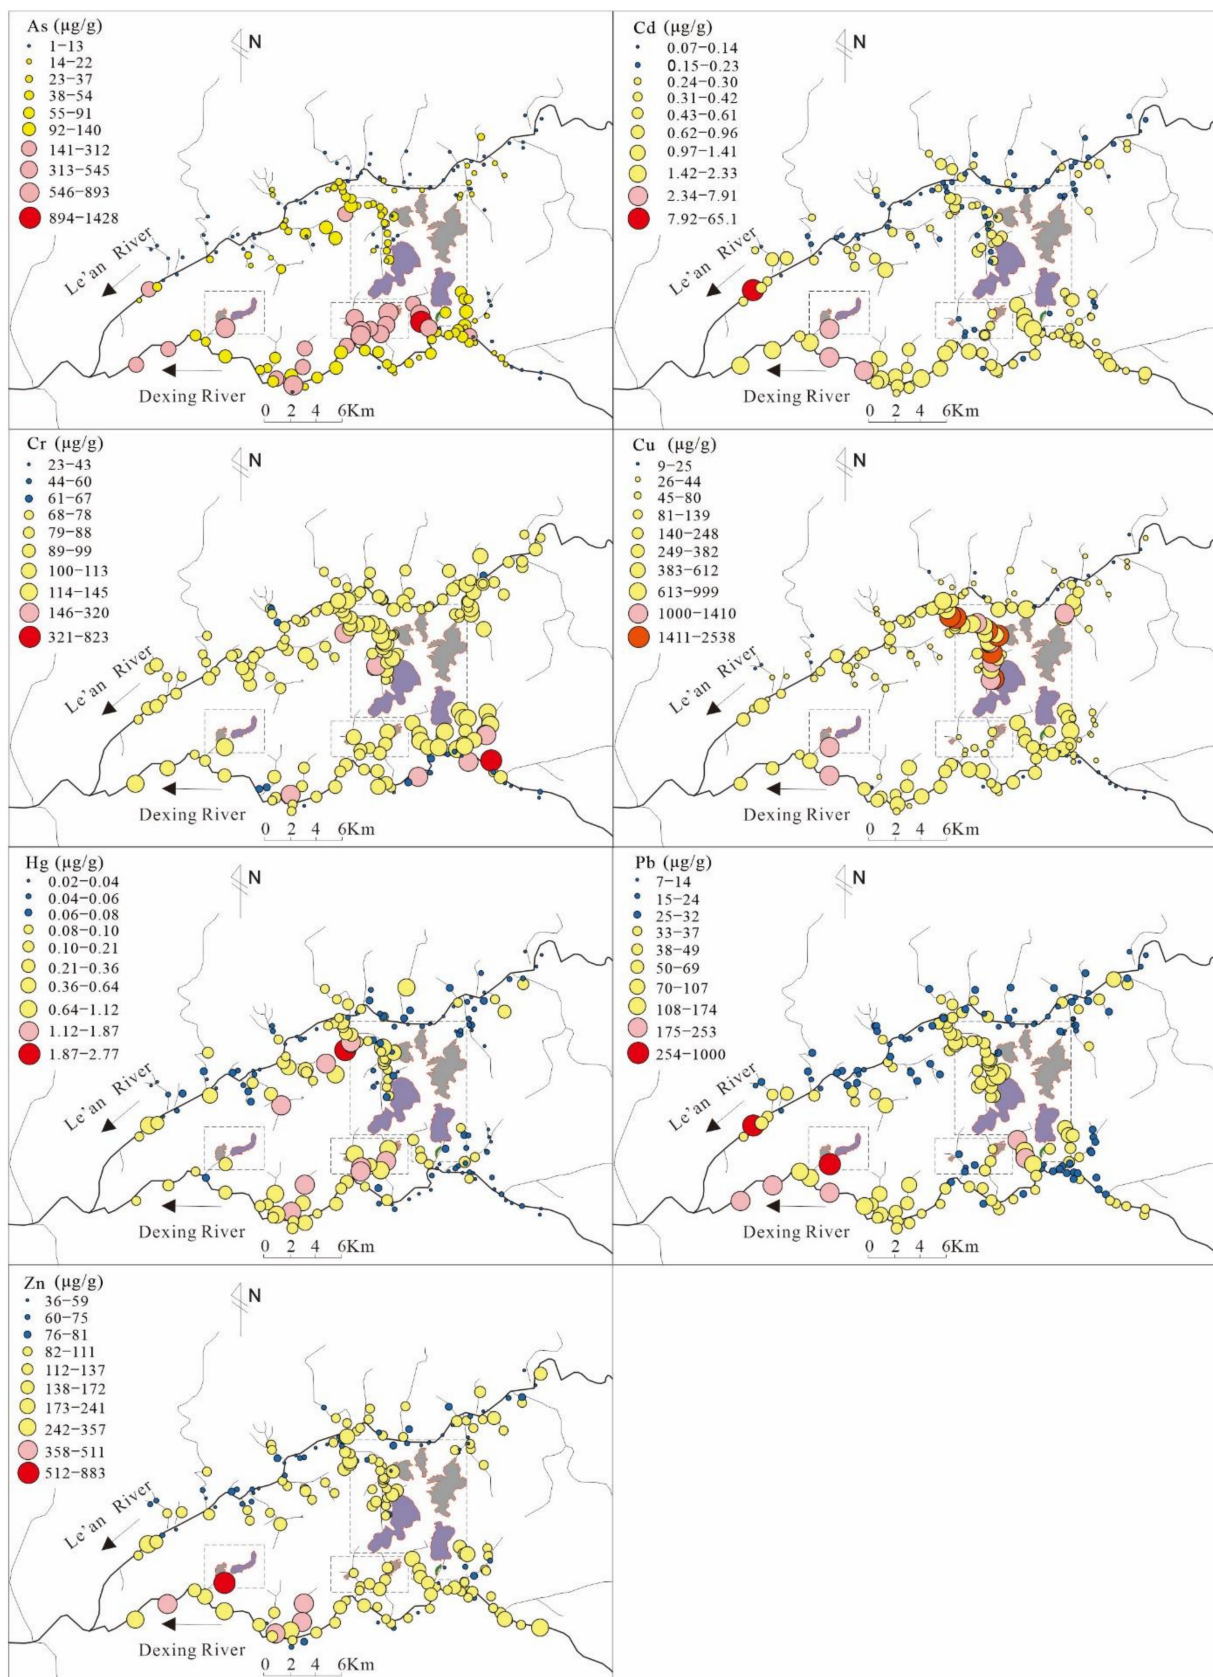 As (μg/g)
1−13
14−22
23−37
38−54
55−91
92−140
141−312
313−545
546−893
894−1428
N
Le'an River
Dexing River
0 2 4 6Km
Cd (μg/g)
0.07−0.14
0.15−0.23
0.24−0.30
0.31−0.42
0.43−0.61
0.62−0.96
0.97−1.41
1.42−2.33
2.34−7.91
7.92−65.1
N
Le'an River
Dexing River
0 2 4 6Km
Cr (μg/g)
23−43
44−60
61−67
68−78
79−88
89−99
100−113
114−145
146−320
321−823
N
Le'an River
Dexing River
0 2 4 6Km
Cu (μg/g)
9−25
26−44
45−80
81−139
140−248
249−382
383−612
613−999
1000−1410
1411−2538
N
Le'an River
Dexing River
0 2 4 6Km
Hg (μg/g)
0.02−0.04
0.04−0.06
0.06−0.08
0.08−0.10
0.10−0.21
0.21−0.36
0.36−0.64
0.64−1.12
1.12−1.87
1.87−2.77
N
Le'an River
Dexing River
0 2 4 6Km
Pb (μg/g)
7−14
15−24
25−32
33−37
38−49
50−69
70−107
108−174
175−253
254−1000
N
Le'an River
Dexing River
0 2 4 6Km
Zn (μg/g)
36−59
60−75
76−81
82−111
112−137
138−172
173−241
242−357
358−511
512−883
N
Le'an River
Dexing River
0 2 4 6Km